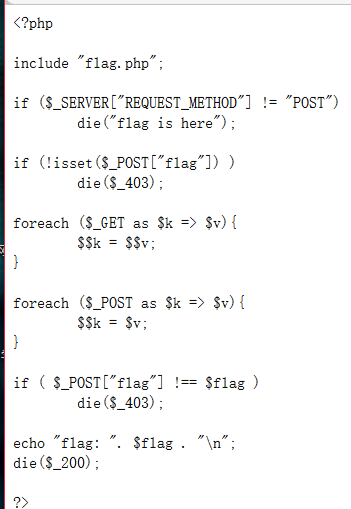 <?php
include "flag.php";
if ($_SERVER["REQUEST_METHOD"] != "POST")
die("flag is here");
if (!isset($_POST["flag"]) )
die($_403);
foreach ($_GET as $k => $v){
$$k = $$v;
}
foreach ($_POST as $k => $v){
$$k = $v;
}
if ( $_POST["flag"] !== $flag )
die($_403);
echo "flag: ". $flag . "\n";
die($_200);
?>